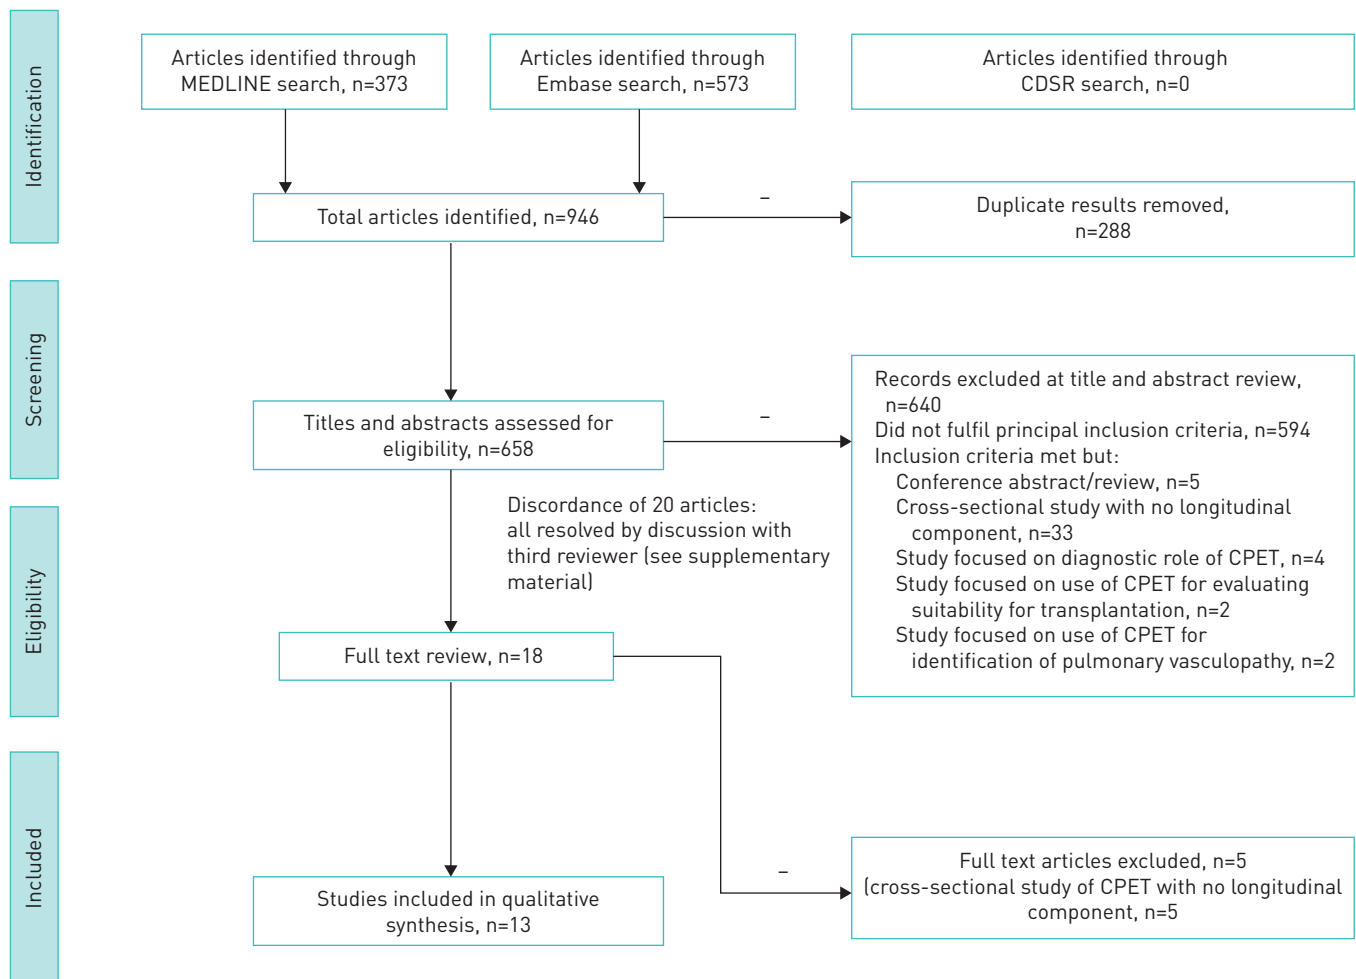 Identification
Articles identified through
MEDLINE search, n=373
Articles identified through
Embase search, n=573
Articles identified through
CDSR search, n=0
Total articles identified, n=946
–
Duplicate results removed,
n=288
Screening
Titles and abstracts assessed for
eligibility, n=658
–
Records excluded at title and abstract review,
n=640
Did not fulfil principal inclusion criteria, n=594
Inclusion criteria met but:
Conference abstract/review, n=5
Cross-sectional study with no longitudinal
component, n=33
Study focused on diagnostic role of CPET, n=4
Study focused on use of CPET for evaluating
suitability for transplantation, n=2
Study focused on use of CPET for
identification of pulmonary vasculopathy, n=2
Discordance of 20 articles:
all resolved by discussion with
third reviewer (see supplementary
material)
Eligibility
Full text review, n=18
Included
Studies included in qualitative
synthesis, n=13
–
Full text articles excluded, n=5
(cross-sectional study of CPET with no longitudinal
component, n=5